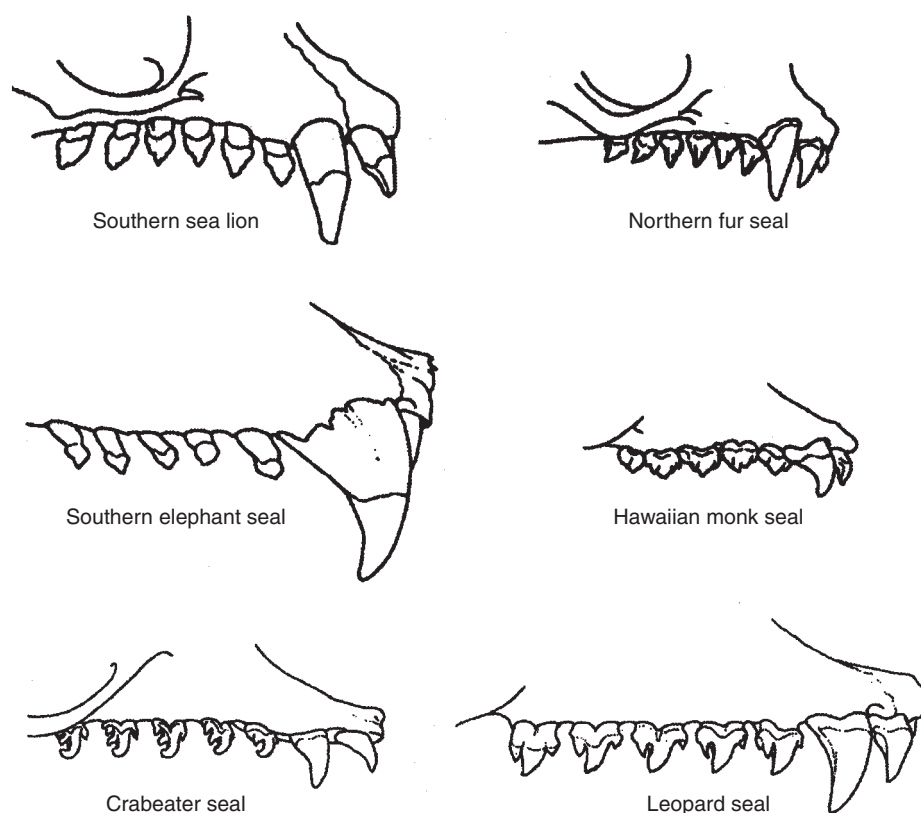 Southern sea lion
Northern fur seal
Southern elephant seal
Hawaiian monk seal
Crabeater seal
Leopard seal